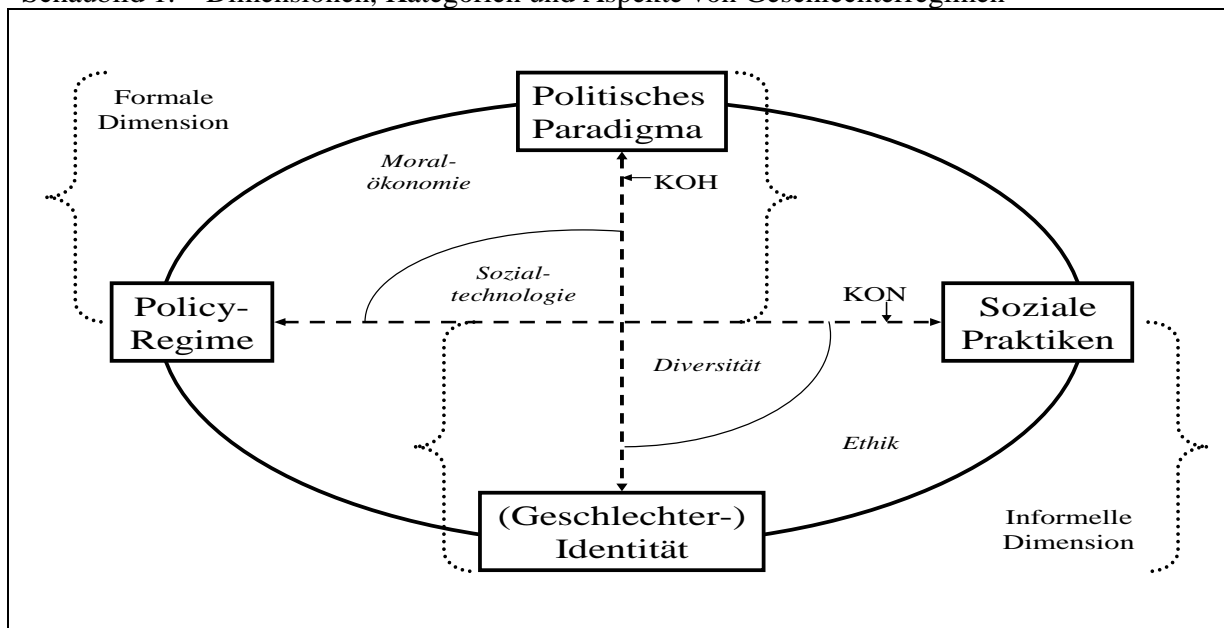 Schaubild 1: Dimensionen, Kategorien und Aspekte von Geschlechterregimen
Formale
Dimension
Politisches
Paradigma
Moral-
ökonomie
KOH
Sozial-
technologie
Policy-
Regime
KON
Soziale
Praktiken
Diversität
Ethik
(Geschlechter-)
Identität
Informelle
Dimension